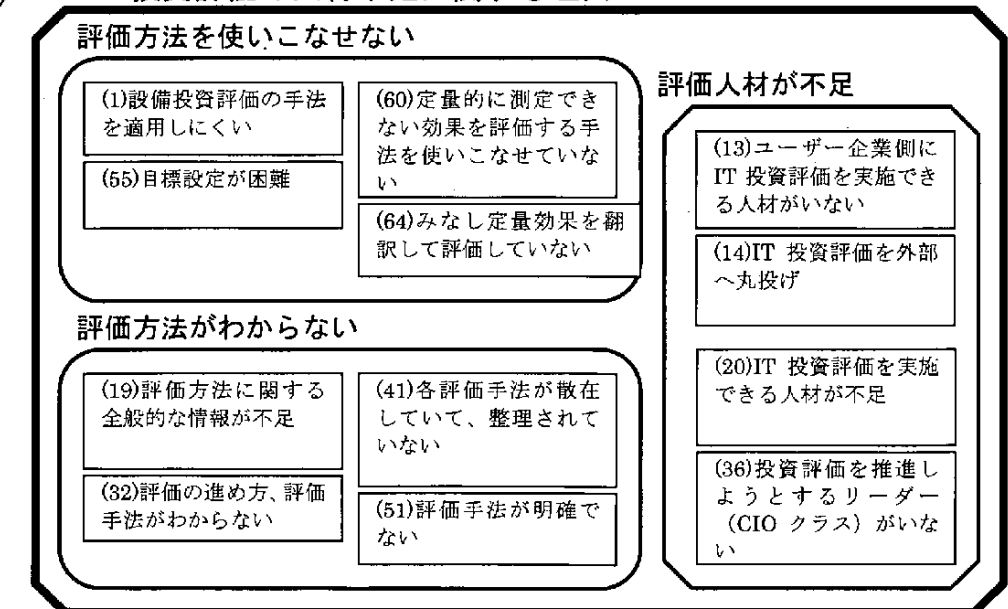 評価方法を使いこなせない
(1)設備投資評価の手法
を適用しにくい
(55)目標設定が困難
(60)定量的に測定でき
ない効果を評価する手
法を使いこなせていな
い
(64)みなし定量効果を翻
訳して評価していない
評価方法がわからない
(19)評価方法に関する
全般的な情報が不足
(32)評価の進め方、評価
手法がわからない
(41)各評価手法が散在
していて、整理されて
いない
(51)評価手法が明確で
ない
評価人材が不足
(13)ユーザー企業側に
IT 投資評価を実施でき
る人材がいない
(14)IT 投資評価を外部
へ丸投げ
(20)IT 投資評価を実施
できる人材が不足
(36)投資評価を推進し
ようとするリーダー
（CIO クラス）がいな
い